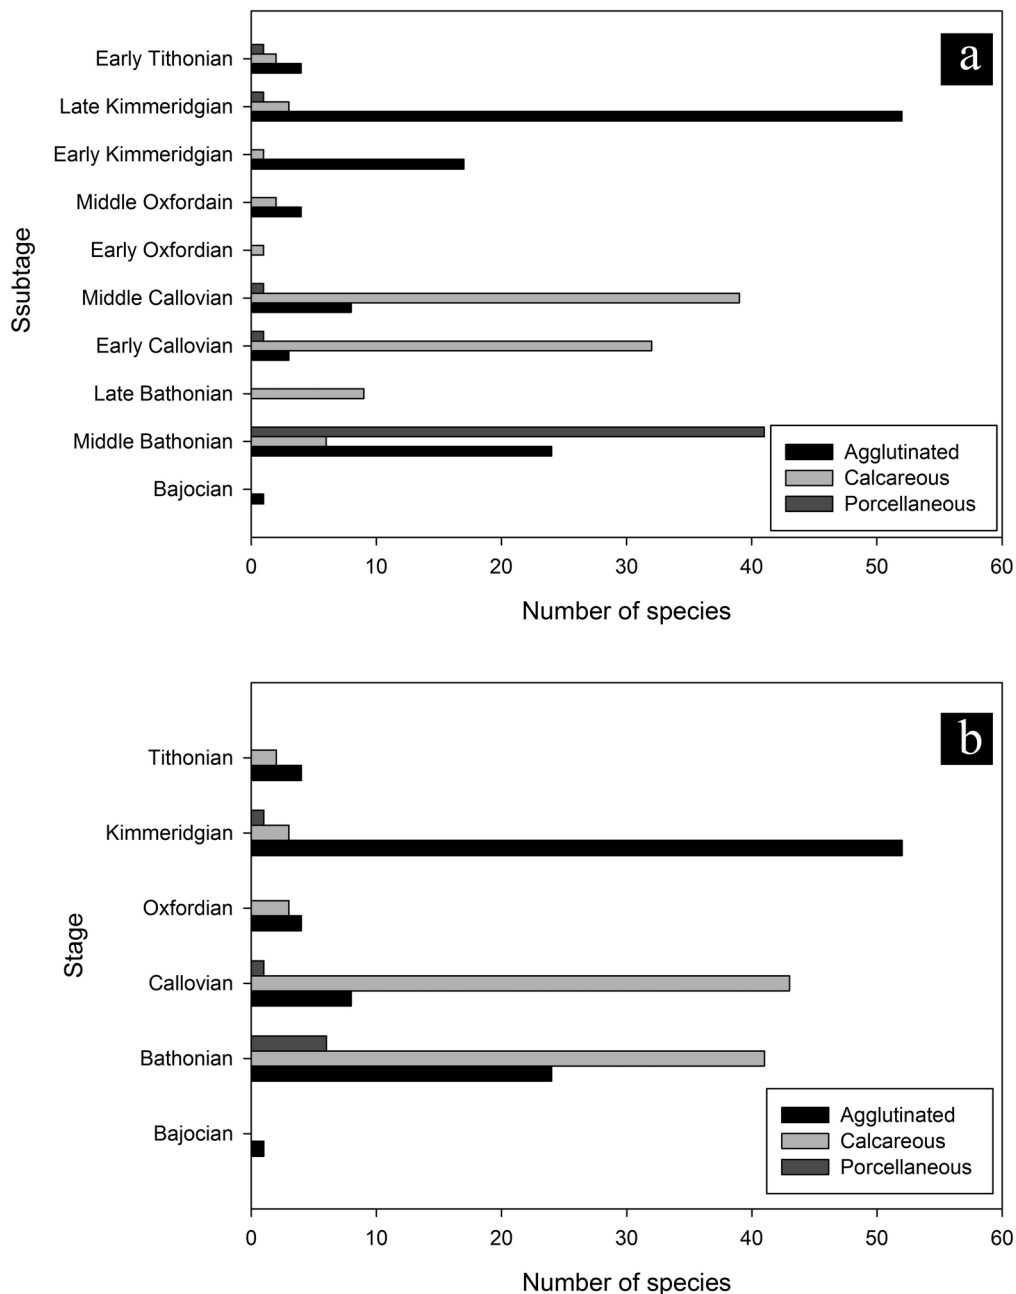 a
Early Tithonian
Late Kimmeridgian
Early Kimmeridgian
Middle Oxfordain
Early Oxfordian
Middle Callovian
Early Callovian
Late Bathonian
Middle Bathonian
Bajocian
Ssubtage
Agglutinated
Calcareous
Porcellaneous
0 10 20 30 40 50 60
Number of species
b
Tithonian
Kimmeridgian
Oxfordian
Callovian
Bathonian
Bajocian
Stage
Agglutinated
Calcareous
Porcellaneous
0 10 20 30 40 50 60
Number of species